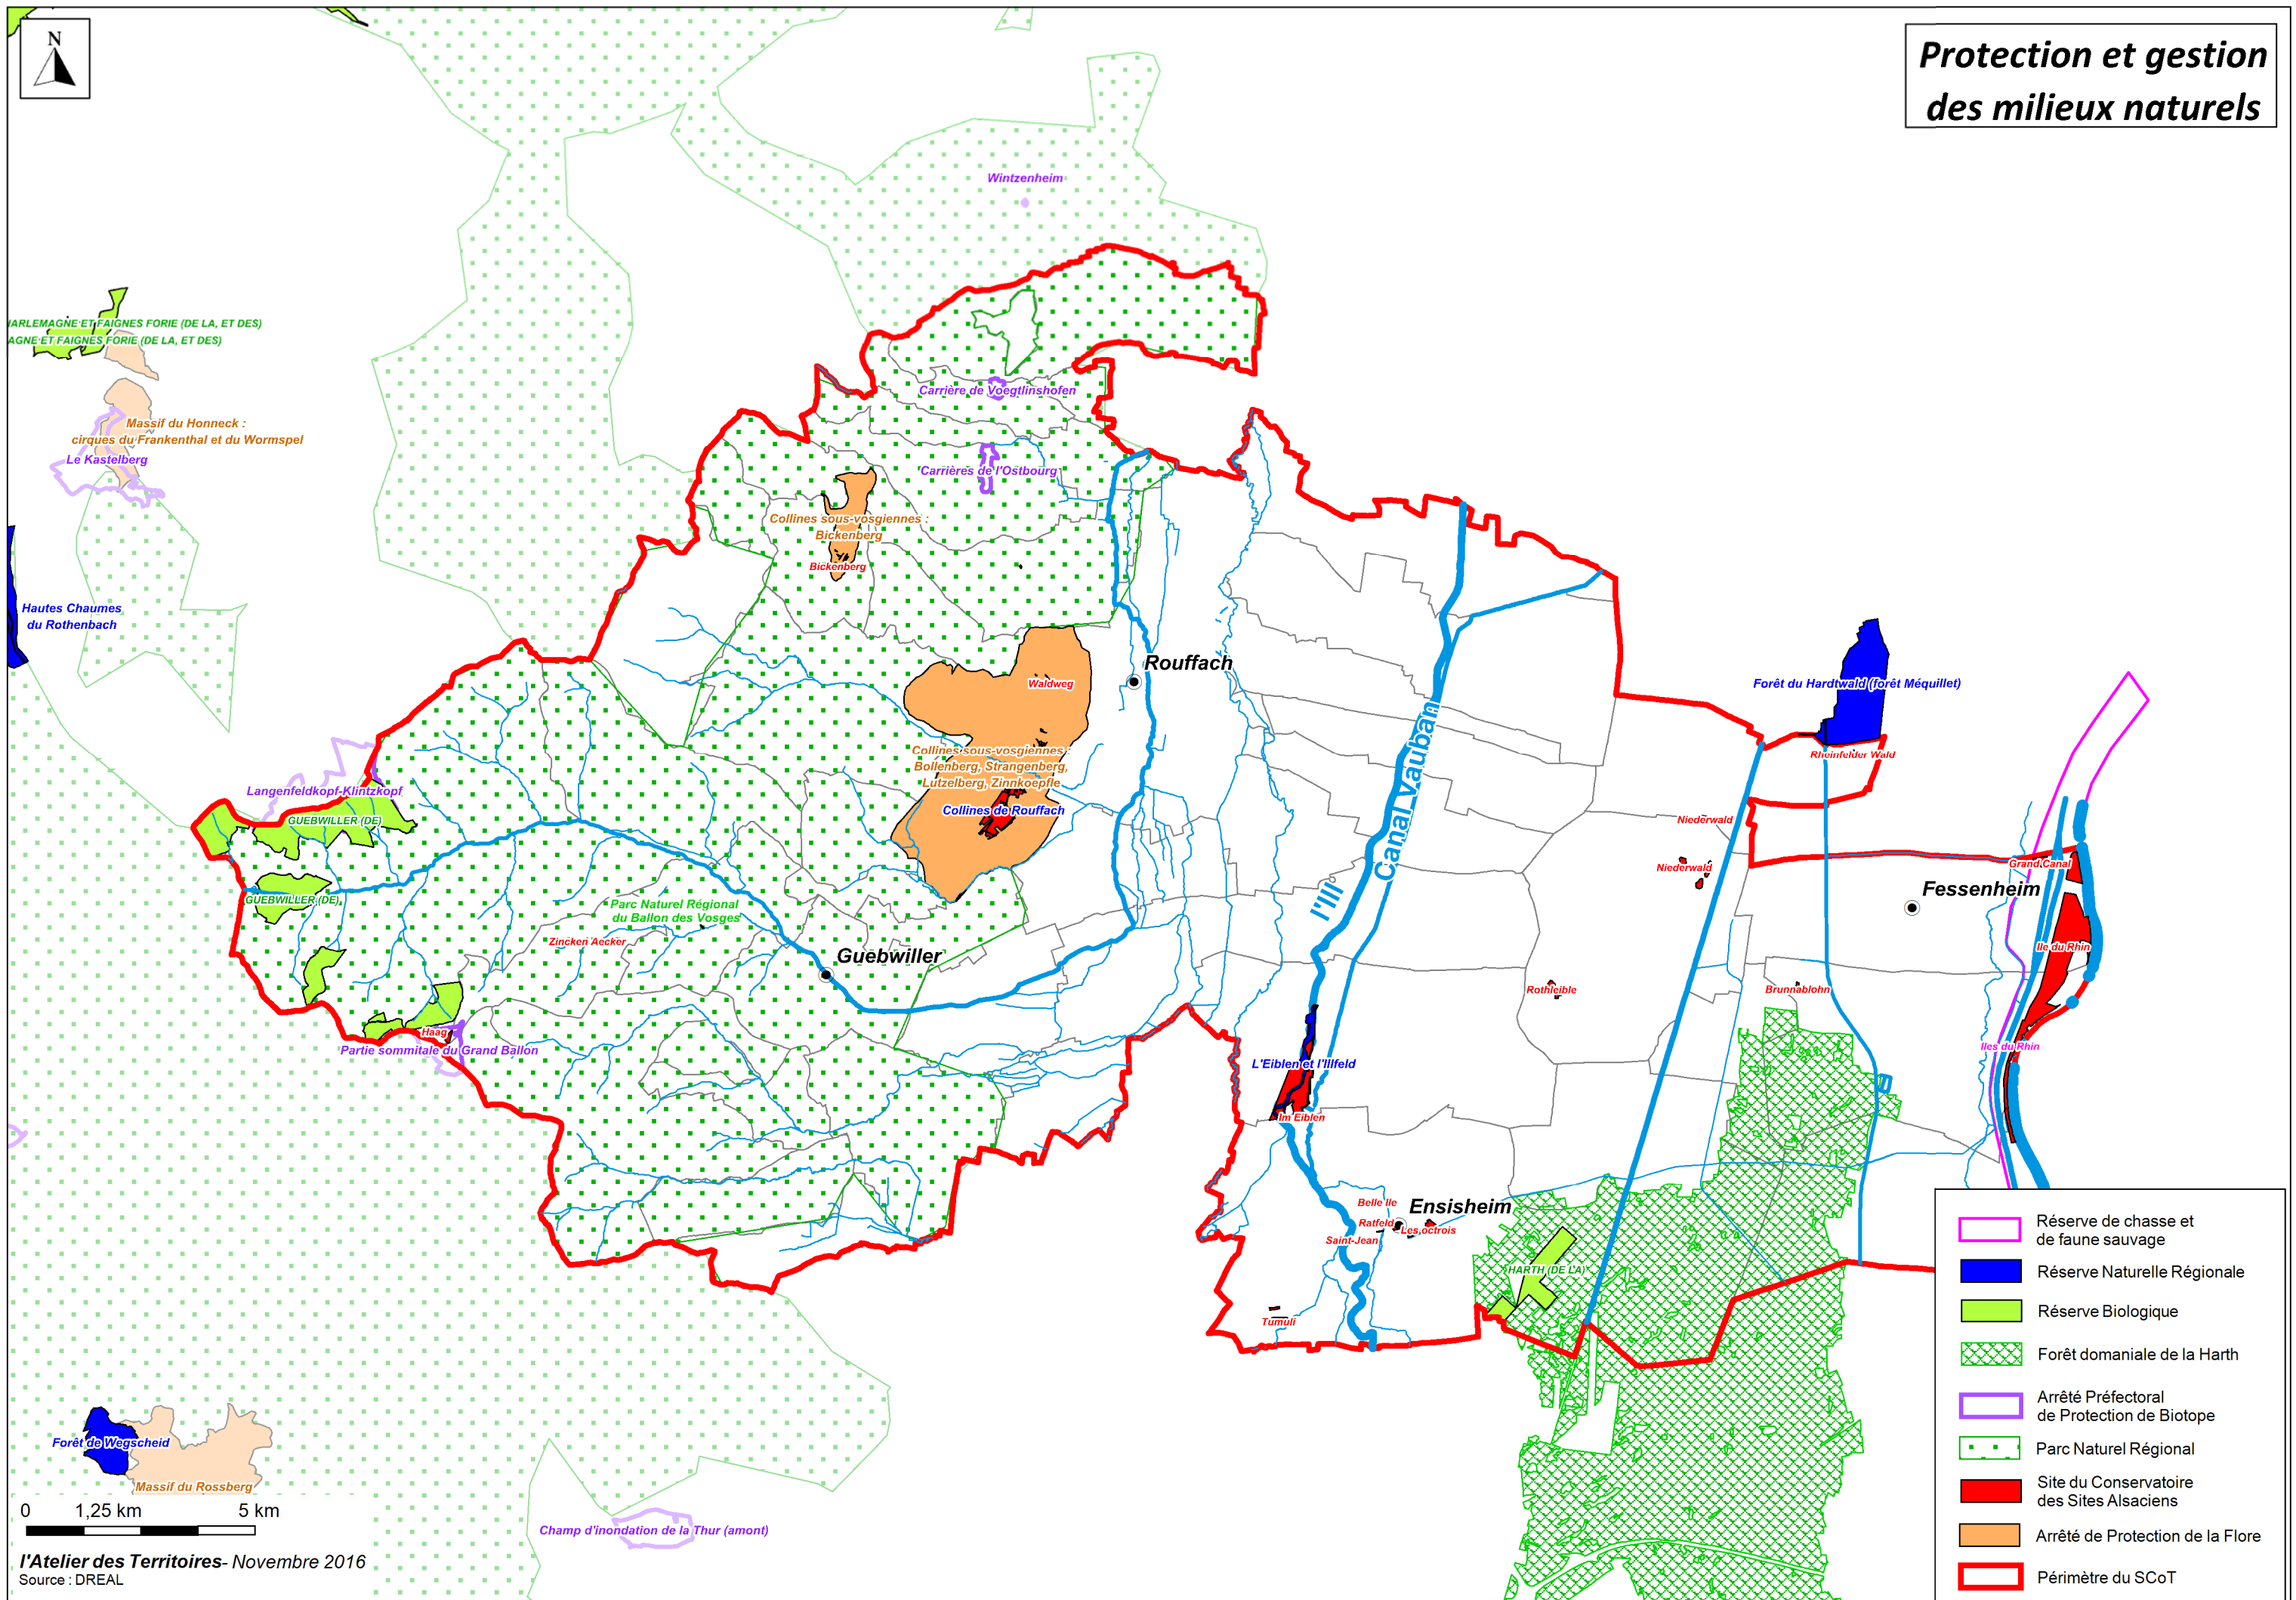 N
Protection et gestion
des milieux naturels
Wintzenheim
HARLEMAGNE ET FAIGNES FORIE (DE LA, ET DES)
AGNE ET FAIGNES FORIE (DE LA, ET DES)
Carrière de Voegtlinshofen
Massif du Honneck :
cirques du Frankenthal et du Wormspel
Le Kastelberg
Carrières de l'Ostbourg
Collines sous-vosgiennes :
Bickenberg
Bickenberg
Hautes Chaumes
du Rothenbach
Rouffach
Waldweg
Forêt du Hardtwald (forêt Méquillet)
Rheinfelder Wald
Collines sous-vosgiennes :
Bollenberg, Strangenberg,
Lutzelberg, Zinnkoepfle
Collines de Rouffach
Canal Vauban
l'Ill
Langenfeldkopf-Klintzkopf
GUEBWILLER (DE)
GUEBWILLER (DE)
Niederwald
Niederwald
Grand Canal
Fessenheim
Parc Naturel Régional
du Ballon des Vosges
Zincken Aecker
Guebwiller
Ile du Rhin
Rothleible
Brunnablohn
Haag
Partie sommitale du Grand Ballon
Iles du Rhin
L'Eiblen et l'Illfeld
Im Eiblen
Belle Ile
Ensisheim
Ratfeld
Les octrois
Saint-Jean
HARTH (DE LA)
Tumuli
Forêt de Wegscheid
Massif du Rossberg
Champ d'inondation de la Thur (amont)
0 1,25 km 5 km
l'Atelier des Territoires- Novembre 2016
Source : DREAL
Réserve de chasse et
de faune sauvage
Réserve Naturelle Régionale
Réserve Biologique
Forêt domaniale de la Harth
Arrêté Préfectoral
de Protection de Biotope
Parc Naturel Régional
Site du Conservatoire
des Sites Alsaciens
Arrêté de Protection de la Flore
Périmètre du SCoT